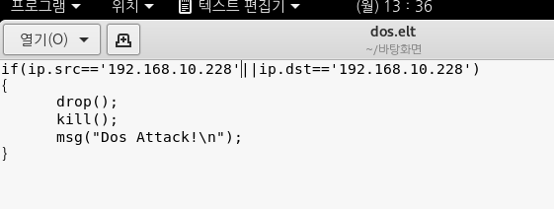 프로그램 위치 텍스트 편집기 (월) 13 : 36
열기(O) dos.elt
~/바탕화면
if(ip.src=='192.168.10.228'||ip.dst=='192.168.10.228')
{
drop();
kill();
msg("Dos Attack!\n");
}